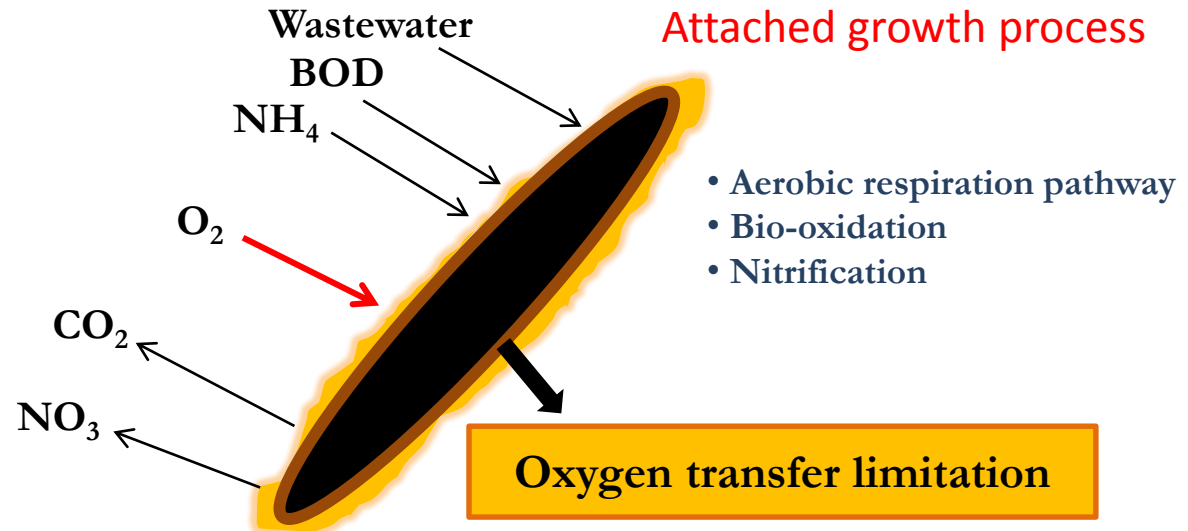 Attached growth process
Wastewater
BOD
NH₄
O₂
CO₂
NO₃
• Aerobic respiration pathway
• Bio-oxidation
• Nitrification
Oxygen transfer limitation